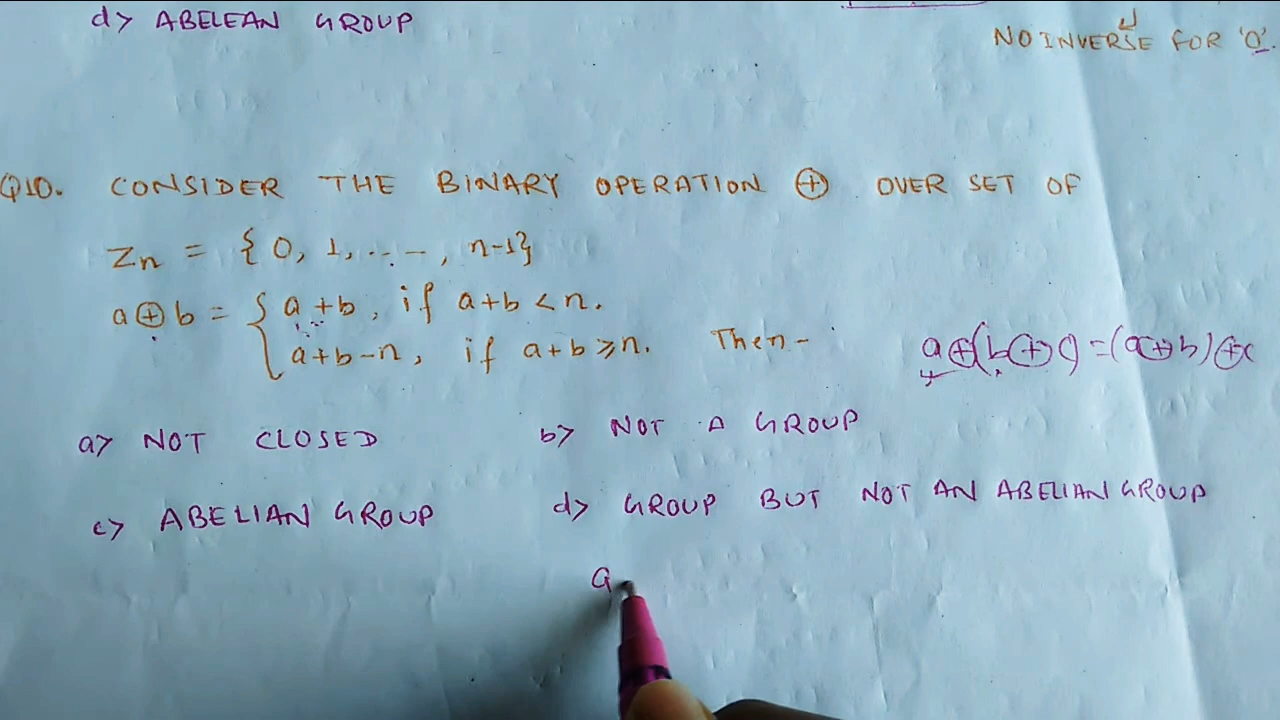 d> ABELEAN GROUP
NO INVERSE FOR '0'.
Q10. CONSIDER THE BINARY OPERATION ⊕ OVER SET OF
Zn = {0, 1, ... -, n-1}
a ⊕ b = { a + b, if a+b < n.
a+b-n, if a+b ≥ n. Then-
a⊕(b⊕c) = (a⊕b)⊕c
a> NOT CLOSED
b> NOT A GROUP
c> ABELIAN GROUP
d> GROUP BUT NOT AN ABELIAN GROUP
a